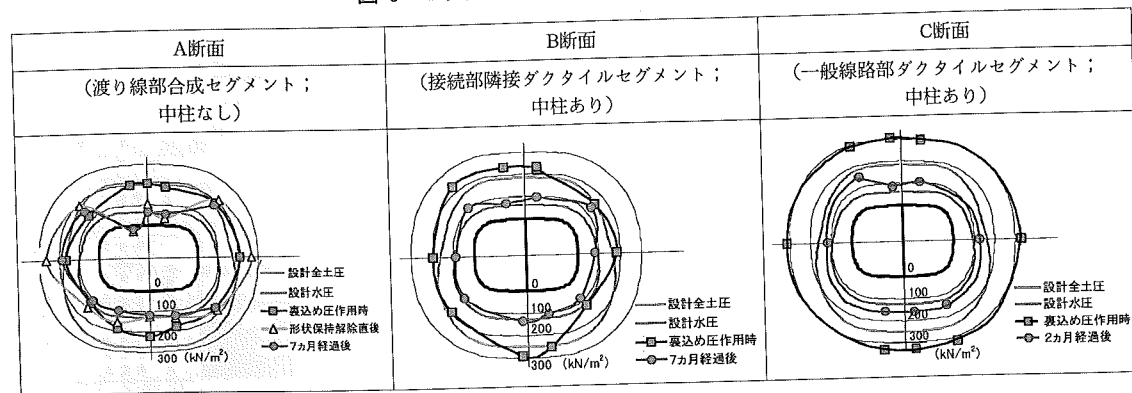 A断面
B断面
C断面
(渡り線部合成セグメント；
中柱なし)
(接続部隣接ダクタイルセグメント；
中柱あり)
(一般線路部ダクタイルセグメント；
中柱あり)
0
100
200
300 (kN/m²)
設計全土圧
設計水圧
裏込め圧作用時
形状保持解除直後
7ヵ月経過後
0
100
200
300 (kN/m²)
設計全土圧
設計水圧
裏込め圧作用時
7ヵ月経過後
0
100
200
300
(kN/m²)
設計全土圧
設計水圧
裏込め圧作用時
2ヵ月経過後